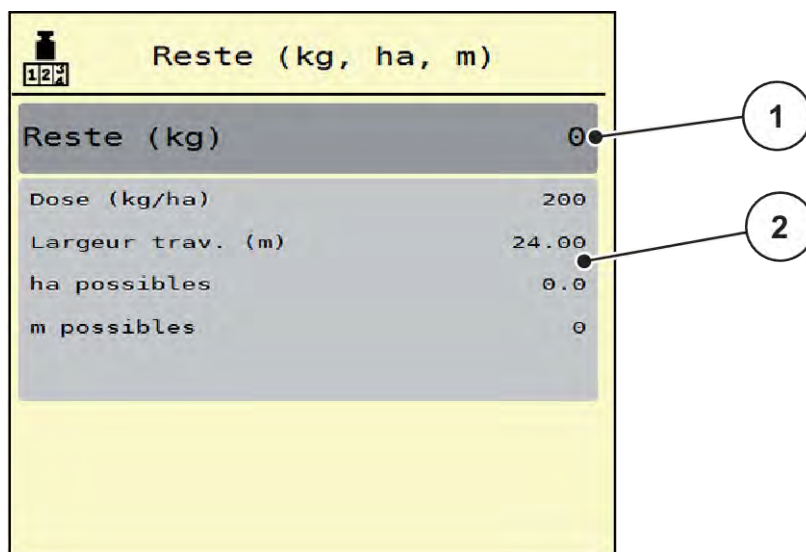 123
Reste (kg, ha, m)
Reste (kg) 0
1
Dose (kg/ha) 200
Largeur trav. (m) 24.00
2
ha possibles 0.0
m possibles 0